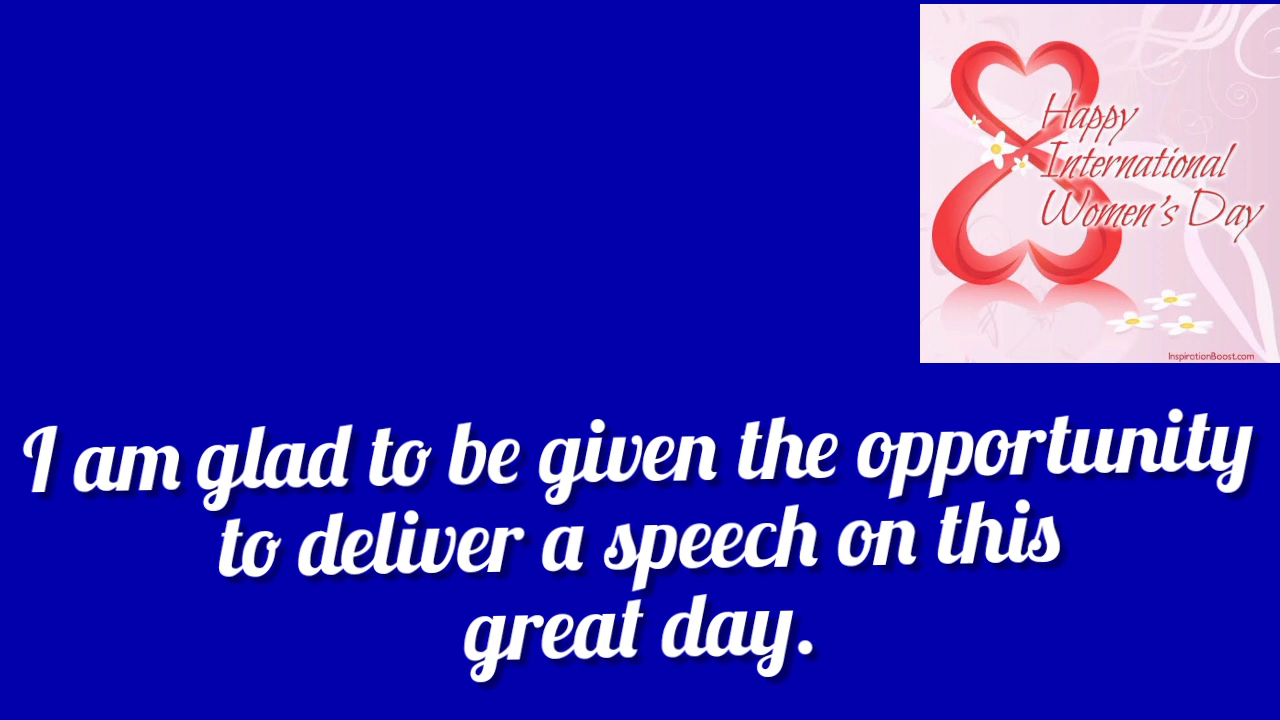 Happy
International
Women's Day
InspirationBoost.com
I am glad to be given the opportunity
to deliver a speech on this
great day.